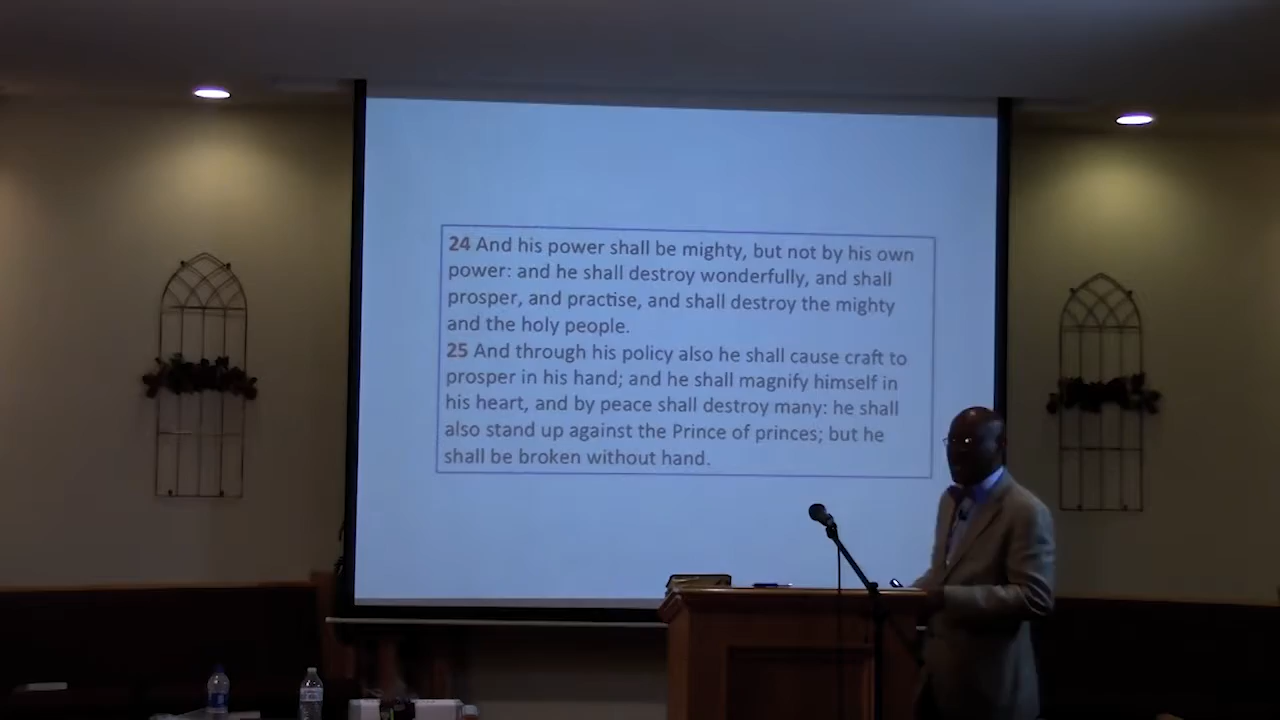 24 And his power shall be mighty, but not by his own
power: and he shall destroy wonderfully, and shall
prosper, and practise, and shall destroy the mighty
and the holy people.
25 And through his policy also he shall cause craft to
prosper in his hand; and he shall magnify himself in
his heart, and by peace shall destroy many: he shall
also stand up against the Prince of princes; but he
shall be broken without hand.